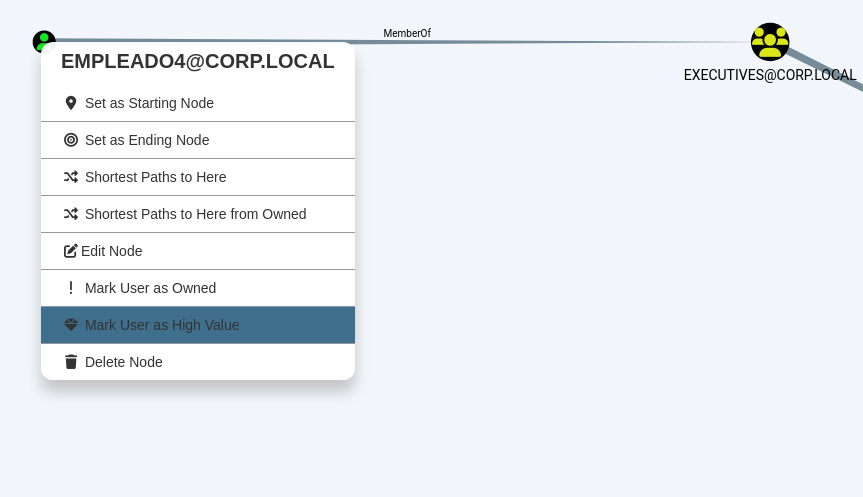 MemberOf
EMPLEADO4@CORP.LOCAL
EXECUTIVES@CORP.LOCAL
Set as Starting Node
Set as Ending Node
Shortest Paths to Here
Shortest Paths to Here from Owned
Edit Node
Mark User as Owned
Mark User as High Value
Delete Node